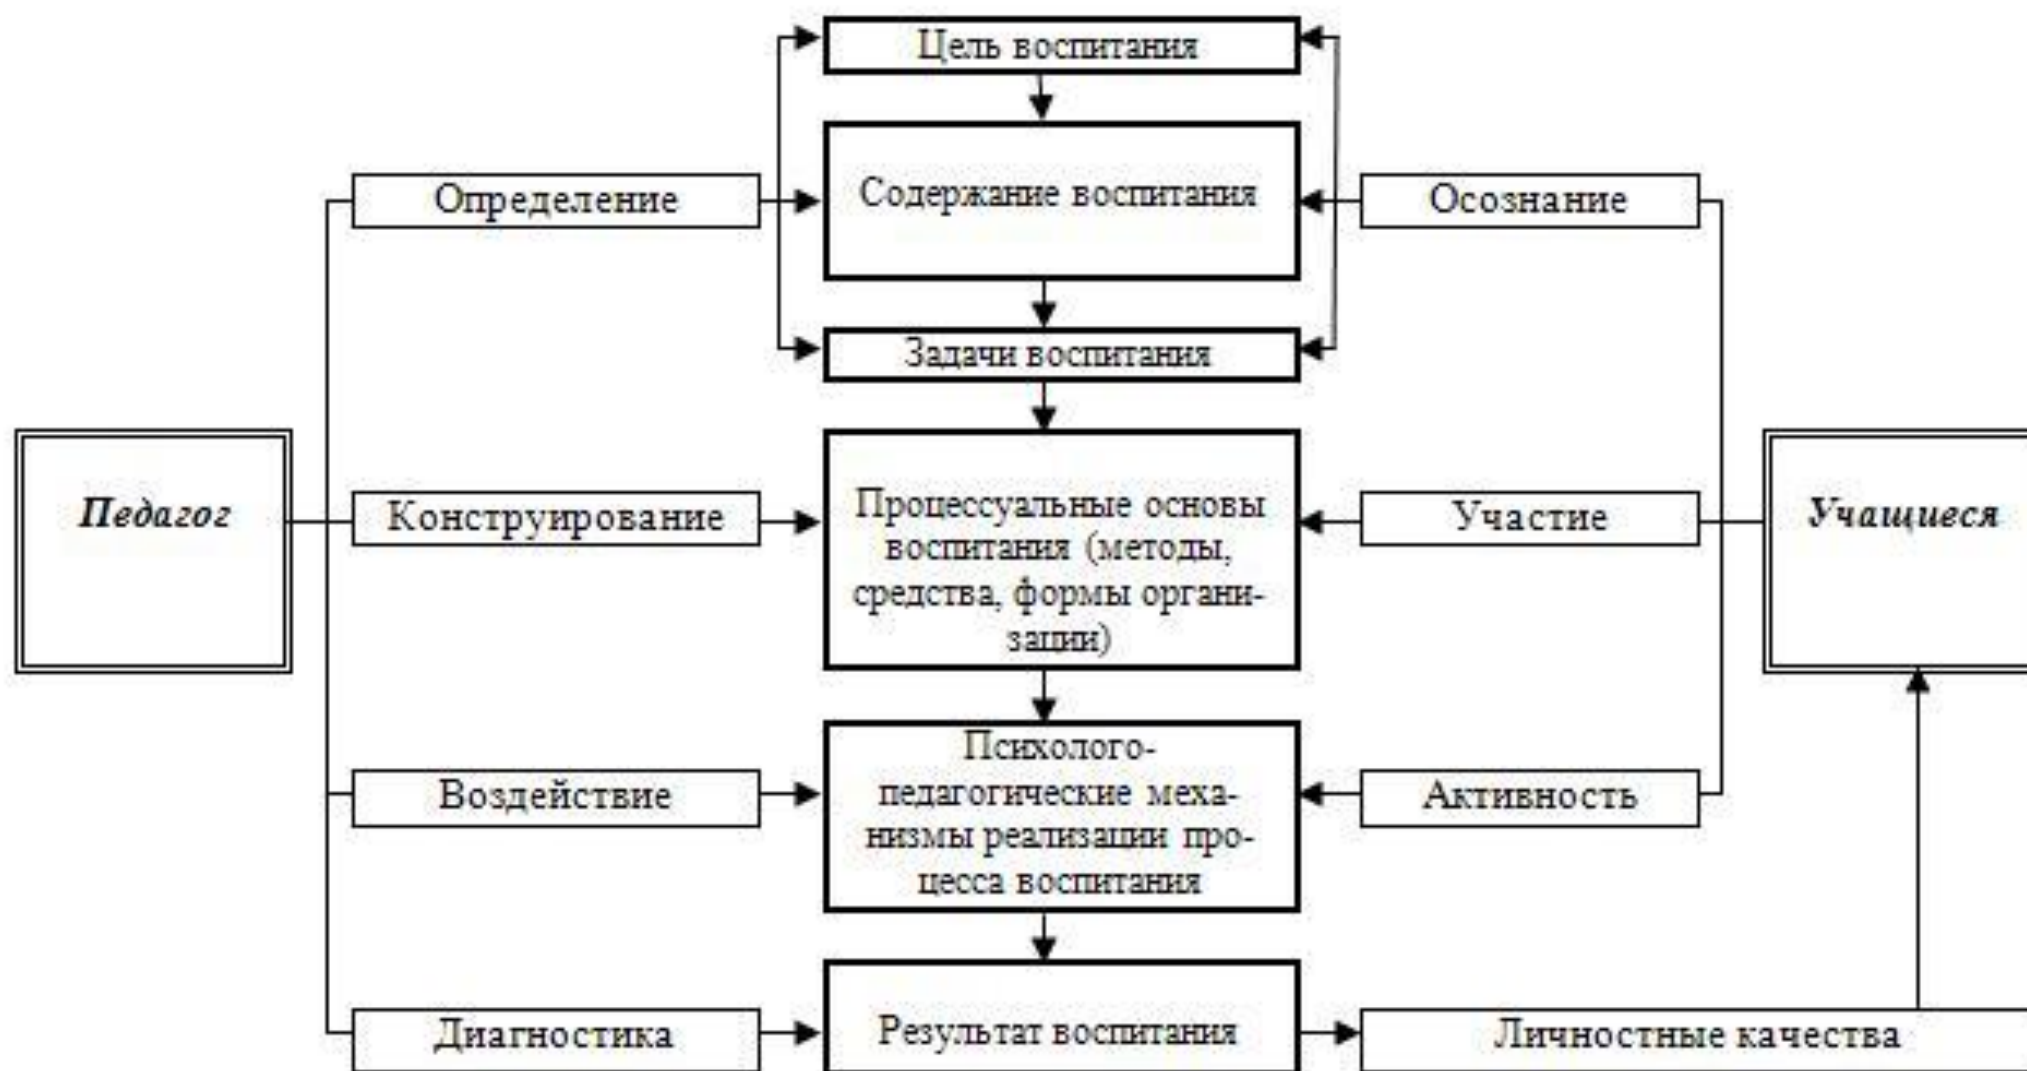 Цель воспитания
Определение
Содержание воспитания
Осознание
Задачи воспитания
Педагог
Конструирование
Процессуальные основы
воспитания (методы,
средства, формы органи-
зации)
Участие
Учащиеся
Воздействие
Психолого-
педагогические меха-
низмы реализации про-
цесса воспитания
Активность
Диагностика
Результат воспитания
Личностные качества